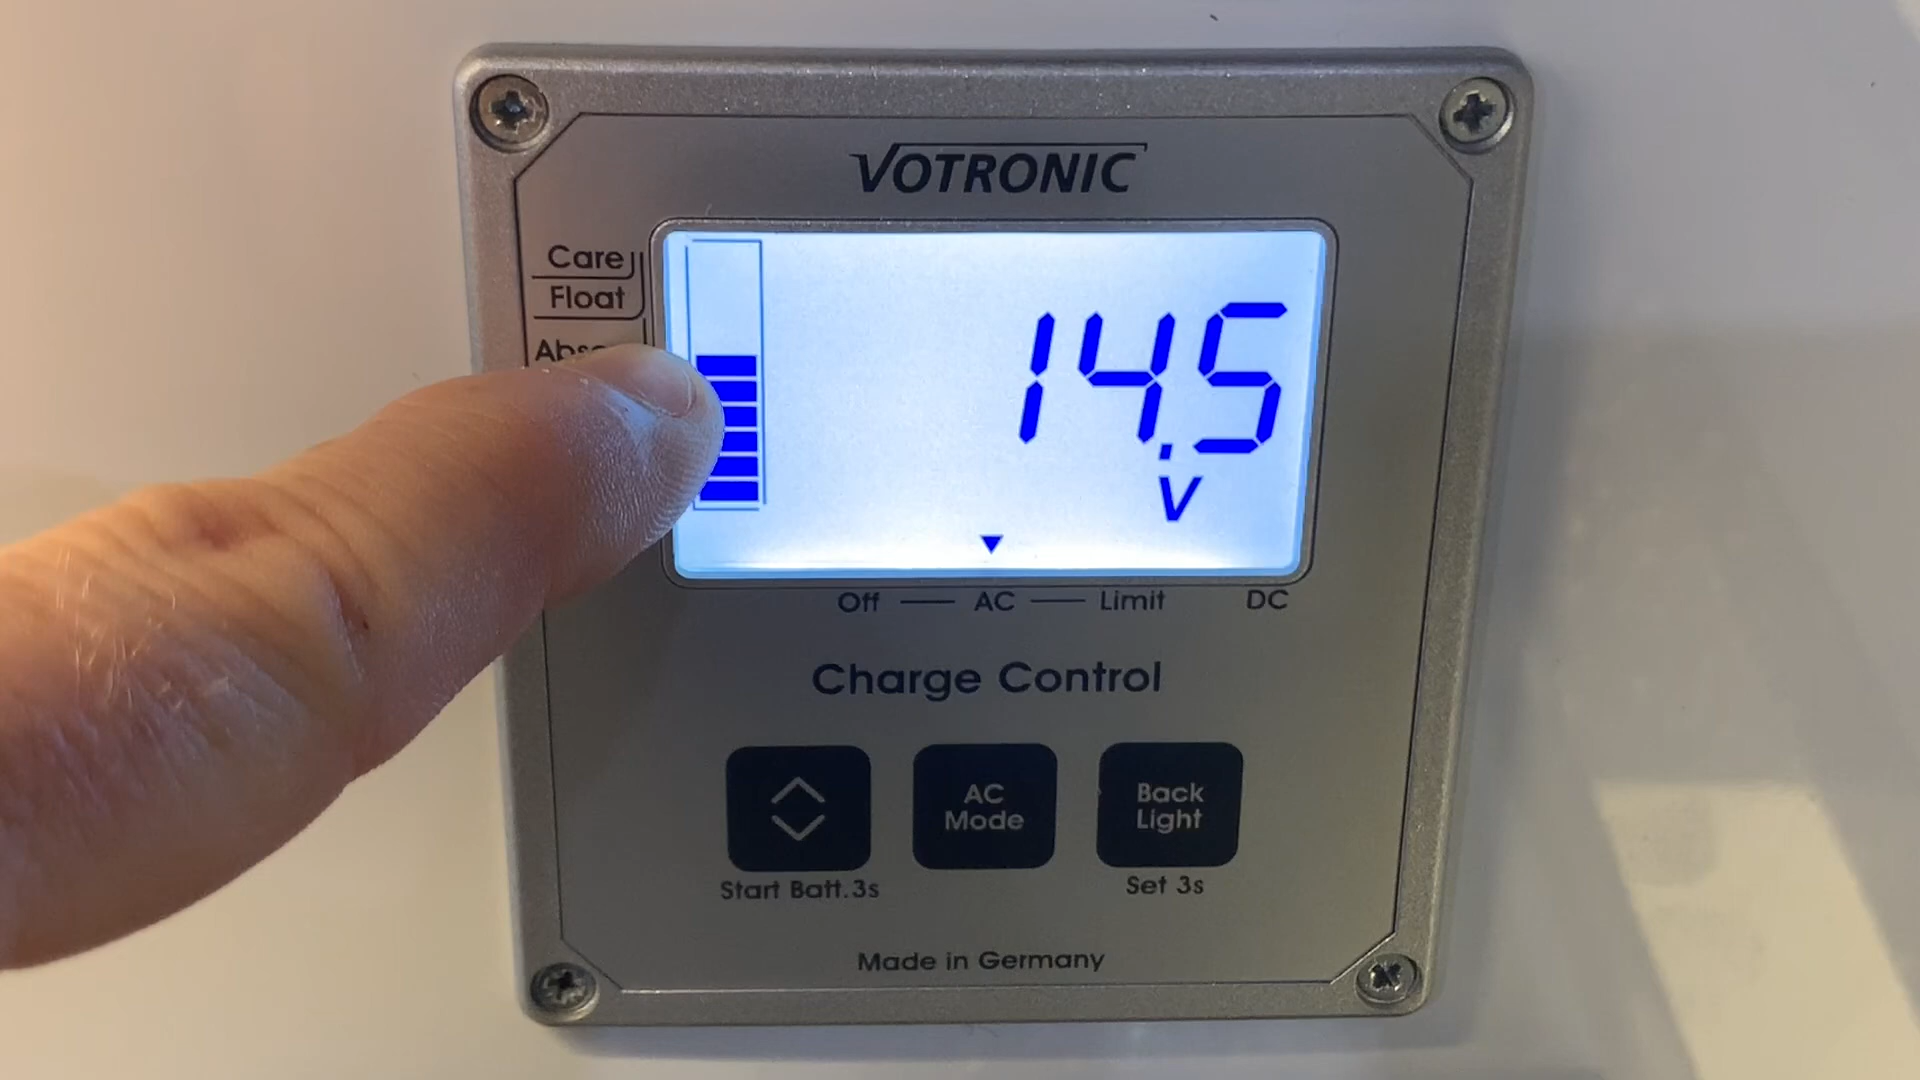 VOTRONIC
Care
Float
14.5
V
Off AC Limit DC
Charge Control
AC
Mode
Back
Light
Start Batt.3s
Set 3s
Made in Germany